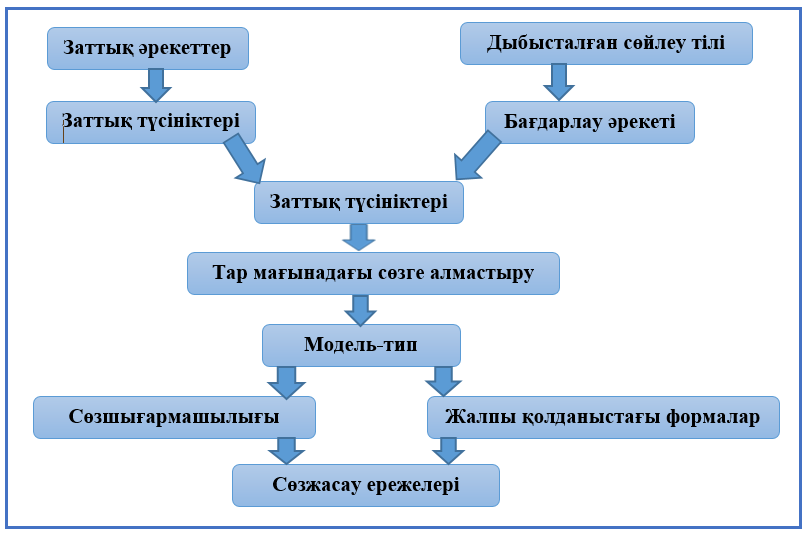 Заттық әрекеттер
Дыбысталған сөйлеу тілі
Заттық түсініктері
Бағдарлау әрекеті
Заттық түсініктері
Тар мағынадағы сөзге алмастыру
Модель-тип
Сөзшығармашылығы
Жалпы қолданыстағы формалар
Сөзжасау ережелері